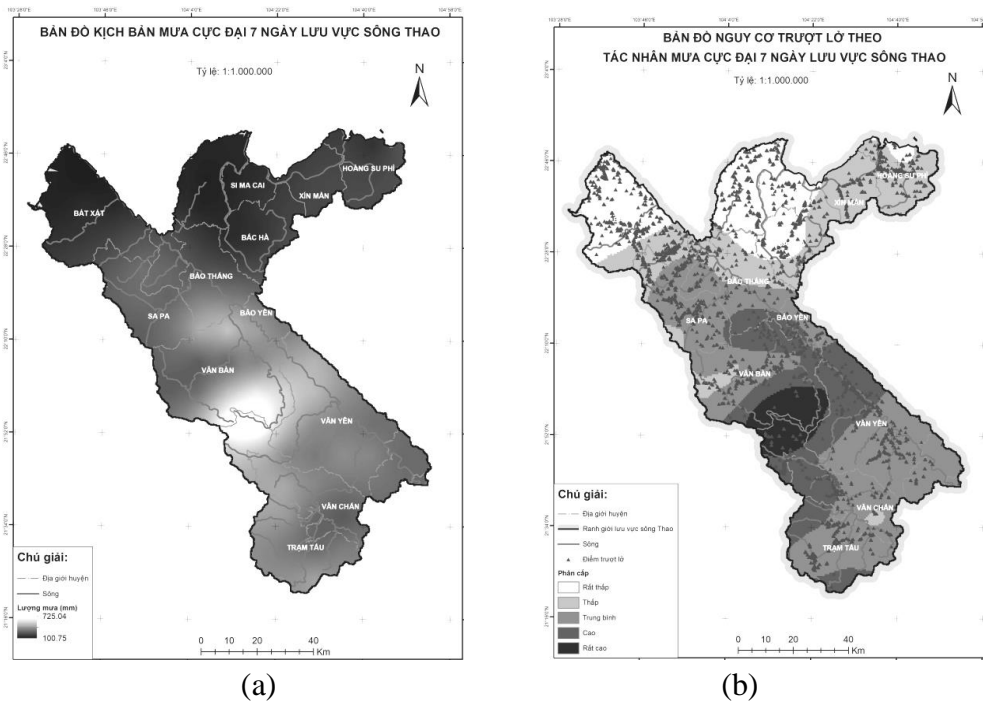 BẢN ĐỒ KỊCH BẢN MƯA CỰC ĐẠI 7 NGÀY LƯU VỰC SÔNG THAO
Tỷ lệ: 1:1.000.000
N
HOÀNG SU PHÌ
SI MA CAI
XÍN MẦN
BÁT XÁT
BẮC HÀ
BẢO THẮNG
SA PA
BẢO YÊN
VĂN BÀN
VĂN YÊN
VĂN CHẤN
TRẠM TẤU
Chú giải:
Địa giới huyện
Sông
Lượng mưa (mm)
725.04
100.75
0 10 20 40
Km
(a)
BẢN ĐỒ NGUY CƠ TRƯỢT LỞ THEO
TÁC NHÂN MƯA CỰC ĐẠI 7 NGÀY LƯU VỰC SÔNG THAO
Tỷ lệ: 1:1.000.000
N
HOÀNG SU PHÌ
XÍN MẦN
BẢO THẮNG
SA PA
BẢO YÊN
VĂN BÀN
VĂN YÊN
VĂN CHẤN
TRẠM TẤU
Chú giải:
Địa giới huyện
Ranh giới lưu vực sông Thao
Sông
Điểm trượt lở
Phân cấp
Rất thấp
Thấp
Trung bình
Cao
Rất cao
0 10 20 40
Km
(b)